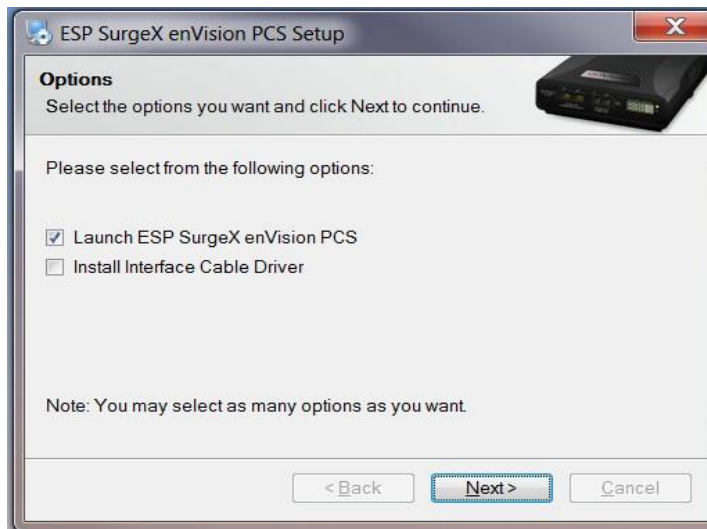 ESP SurgeX enVision PCS Setup
Options
Select the options you want and click Next to continue.
Please select from the following options:
Launch ESP SurgeX enVision PCS
Install Interface Cable Driver
Note: You may select as many options as you want.
< Back Next > Cancel